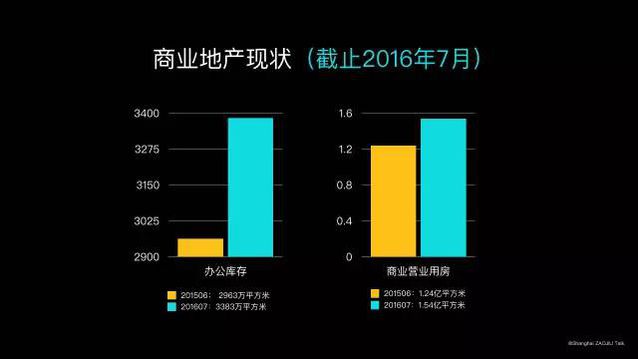 商业地产现状（截止2016年7月）
3400
3275
3150
3025
2900
办公库存
201506： 2963万平方米
201607： 3383万平方米
1.6
1.2
0.8
0.4
0
商业营业用房
201506：1.24亿平方米
201607：1.54亿平方米
@Shanghai ZAOJIU Talk